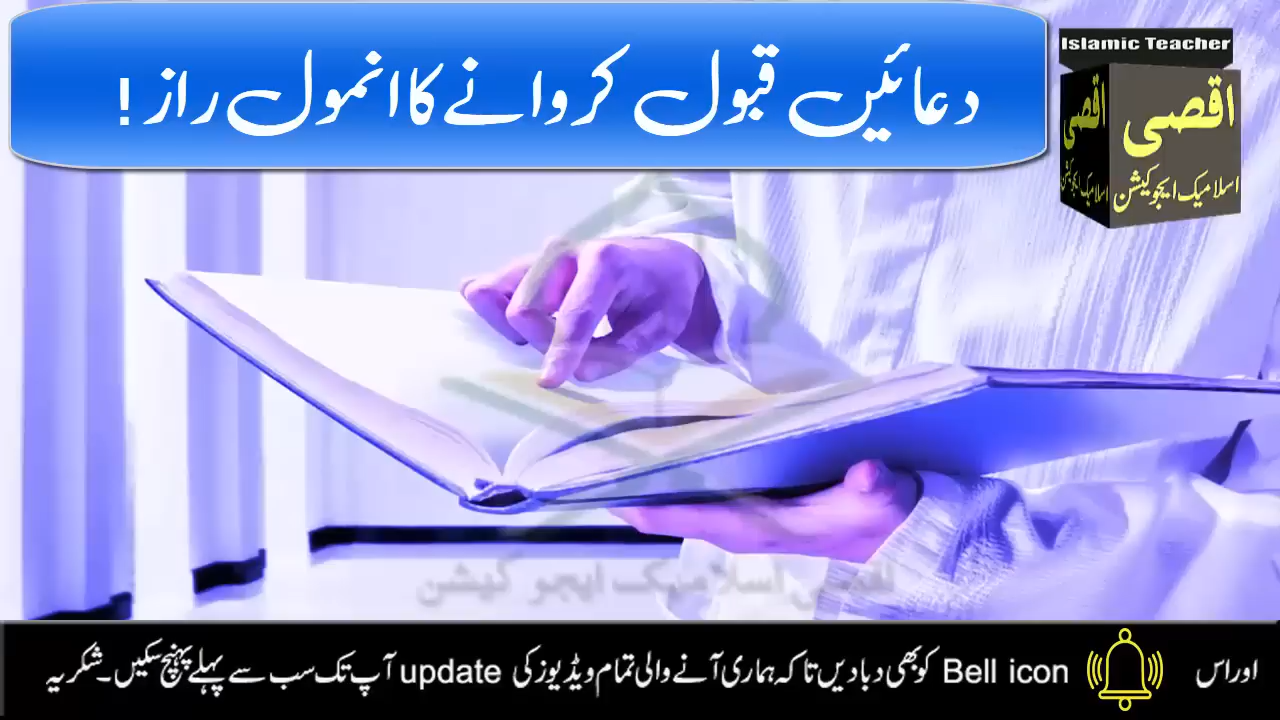 دعائیں قبول کروانے کا انمول راز !
Islamic Teacher
اقصی
اسلامیک ایجوکیشن
اقصی
اسلامیک ایجوکیشن
اقصی اسلامیک ایجو کیشن
اور اس Bell icon کو بھی دبا دیں تا کہ ہماری آنے والی تمام ویڈیوز کی update آپ تک سب سے پہلے پہنچ سکیں۔ شکریہ